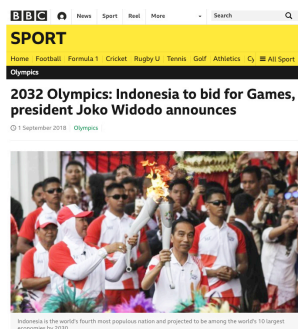 BBC News Sport Reel More Search
SPORT
Home Football Formula 1 Cricket Rugby U Tennis Golf Athletics Cy All Sport
Olympics
2032 Olympics: Indonesia to bid for Games,
president Joko Widodo announces
1 September 2018 Olympics
Indonesia is the world's fourth most populous nation and projected to be among the world's 10 largest
economies by 2030